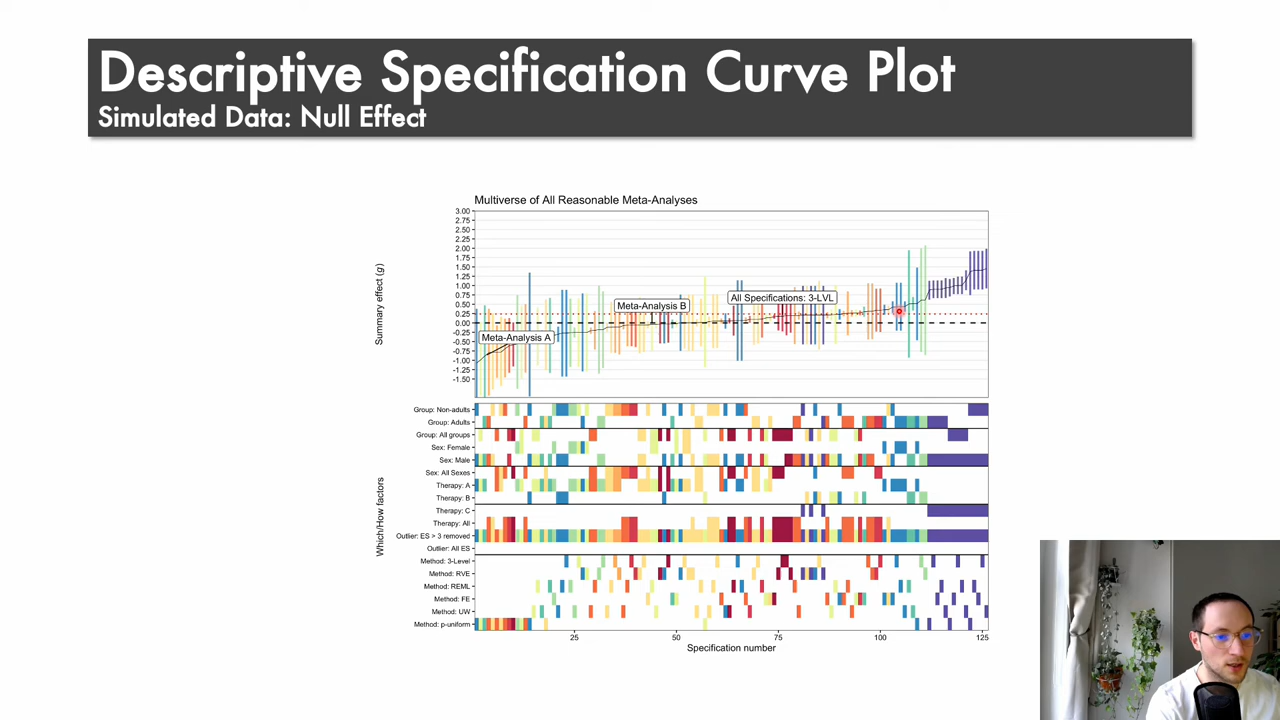 Descriptive Specification Curve Plot
Simulated Data: Null Effect
Multiverse of All Reasonable Meta-Analyses
3.00
2.75
2.50
2.25
2.00
1.75
1.50
1.25
1.00
0.75
0.50
0.25
0.00
-0.25
-0.50
-0.75
-1.00
-1.25
-1.50
Summary effect (g)
Meta-Analysis A
Meta-Analysis B
All Specifications: 3-LVL
Which/How factors
Group: Non-adults
Group: Adults
Group: All groups
Sex: Female
Sex: Male
Sex: All Sexes
Therapy: A
Therapy: B
Therapy: C
Therapy: All
Outlier: ES > 3 removed
Outlier: All ES
Method: 3-Level
Method: RVE
Method: REML
Method: FE
Method: UW
Method: p-uniform
25 50 75 100 125
Specification number